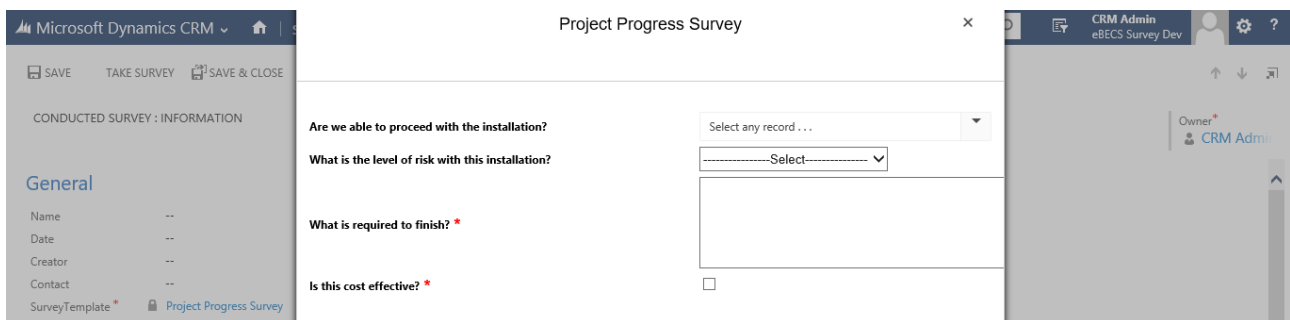 Microsoft Dynamics CRM
Project Progress Survey
×
CRM Admin
eBECS Survey Dev
?
SAVE
TAKE SURVEY
SAVE & CLOSE
CONDUCTED SURVEY : INFORMATION
Owner*
CRM Admi
General
Name --
Date --
Creator --
Contact --
SurveyTemplate* Project Progress Survey
Are we able to proceed with the installation? Select any record . . .
What is the level of risk with this installation? ----------------Select---------------
What is required to finish? *
Is this cost effective? *